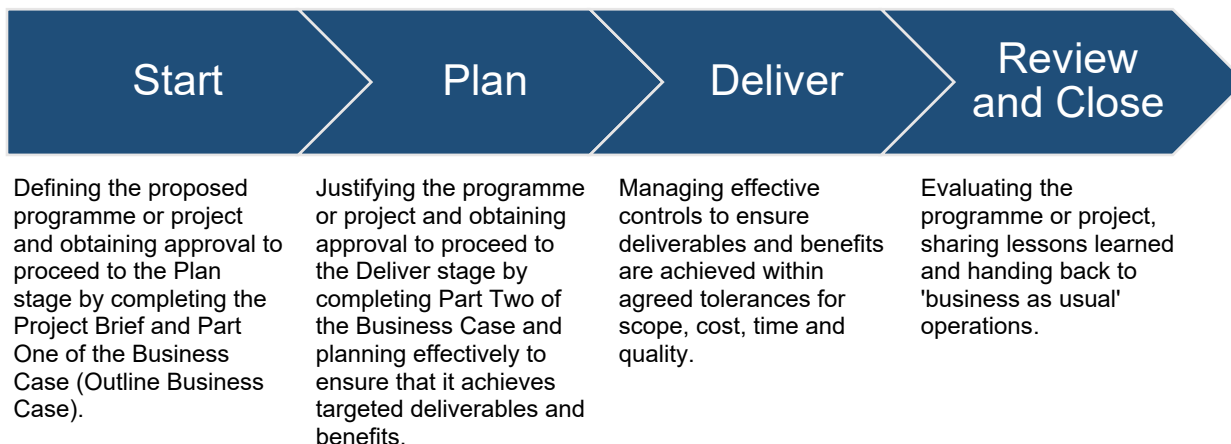 Start
Plan
Deliver
Review
and Close
Defining the proposed
programme or project
and obtaining approval to
proceed to the Plan
stage by completing the
Project Brief and Part
One of the Business
Case (Outline Business
Case).
Justifying the programme
or project and obtaining
approval to proceed to
the Deliver stage by
completing Part Two of
the Business Case and
planning effectively to
ensure that it achieves
targeted deliverables and
benefits.
Managing effective
controls to ensure
deliverables and benefits
are achieved within
agreed tolerances for
scope, cost, time and
quality.
Evaluating the
programme or project,
sharing lessons learned
and handing back to
'business as usual'
operations.